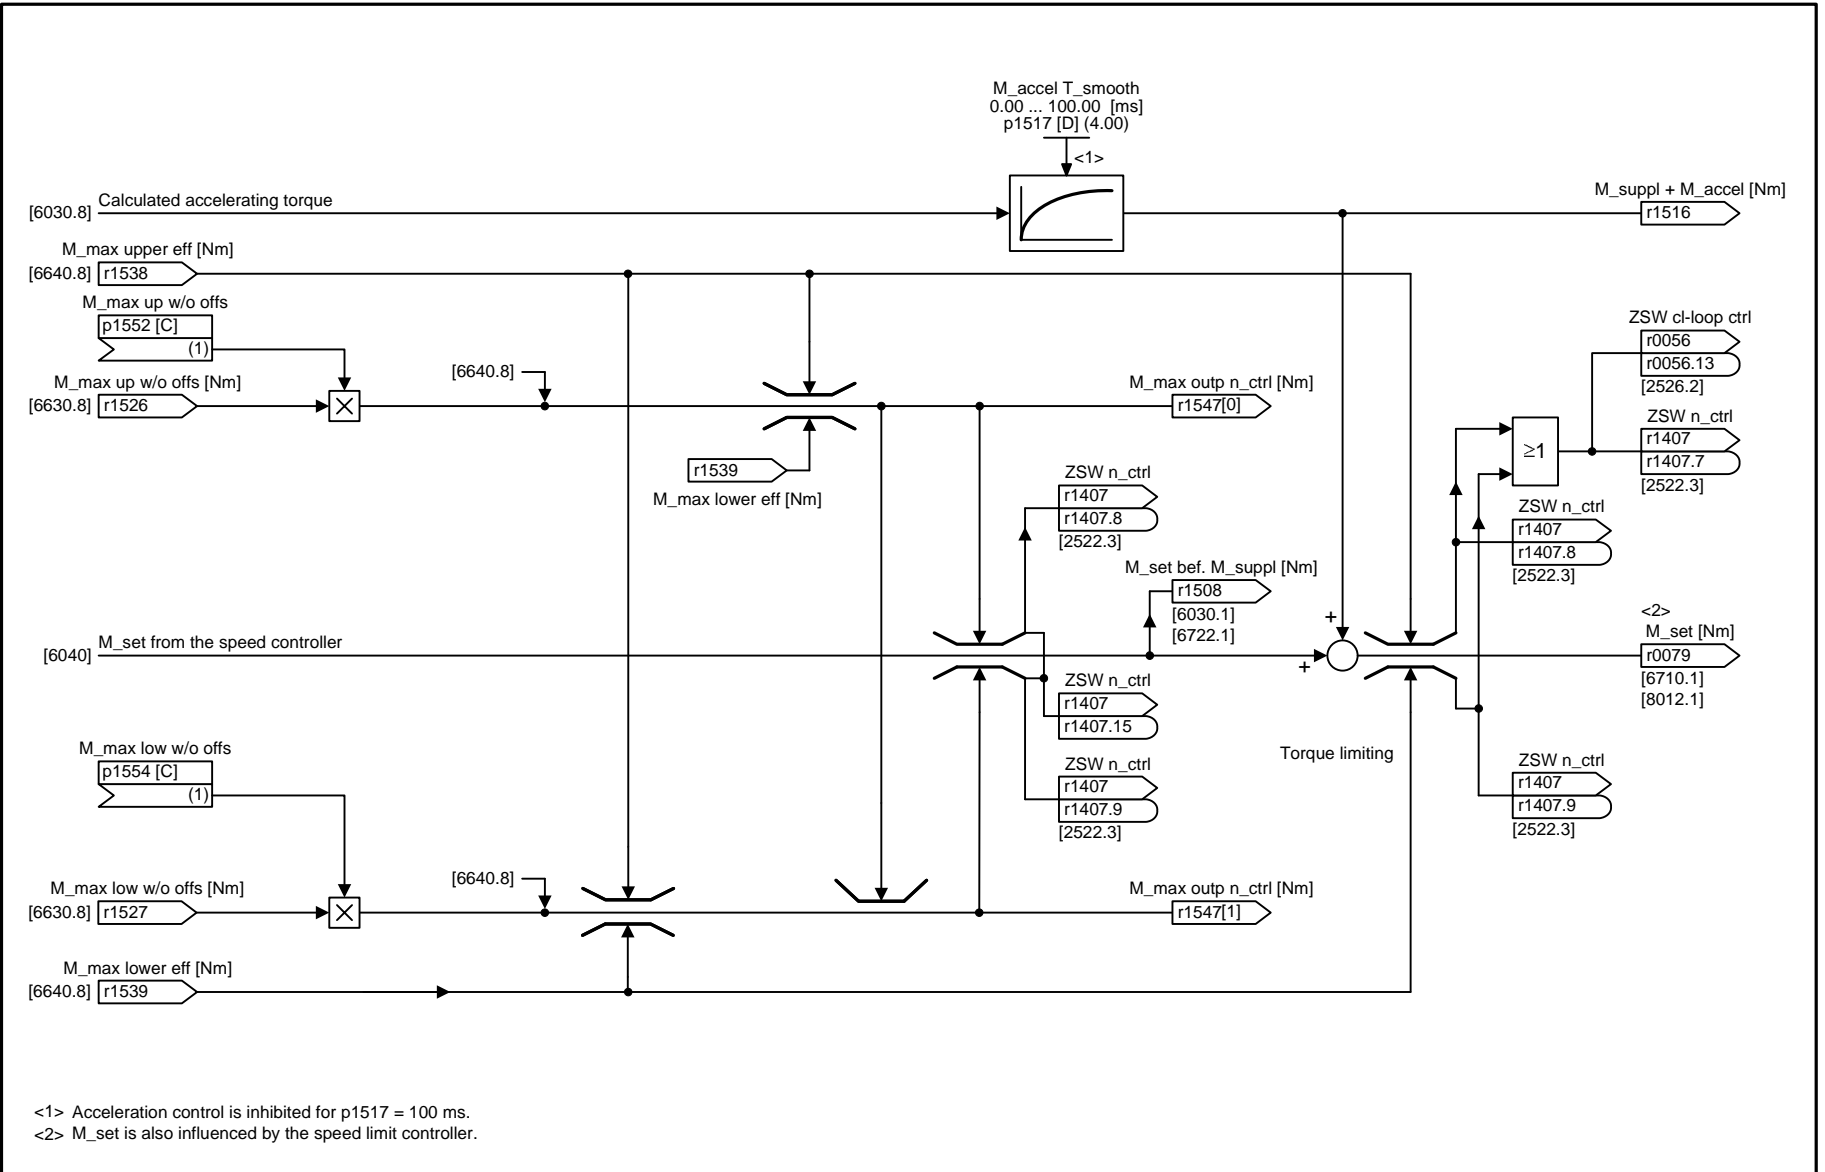 M_accel T_smooth
0.00 ... 100.00 [ms]
p1517 [D] (4.00)
<1>
Calculated accelerating torque
[6030.8]
M_suppl + M_accel [Nm]
r1516
M_max upper eff [Nm]
[6640.8] r1538
M_max up w/o offs
p1552 [C]
(1)
M_max up w/o offs [Nm]
[6630.8] r1526
×
[6640.8]
r1539
M_max lower eff [Nm]
M_max outp n_ctrl [Nm]
r1547[0]
ZSW cl-loop ctrl
r0056
r0056.13
[2526.2]
ZSW n_ctrl
r1407
r1407.7
[2522.3]
≥1
ZSW n_ctrl
r1407
r1407.8
[2522.3]
ZSW n_ctrl
r1407
r1407.8
[2522.3]
M_set bef. M_suppl [Nm]
r1508
[6030.1]
[6722.1]
+
+
M_set from the speed controller
[6040]
<2>
M_set [Nm]
r0079
[6710.1]
[8012.1]
ZSW n_ctrl
r1407
r1407.15
Torque limiting
ZSW n_ctrl
r1407
r1407.9
[2522.3]
ZSW n_ctrl
r1407
r1407.9
[2522.3]
M_max low w/o offs
p1554 [C]
(1)
M_max low w/o offs [Nm]
[6630.8] r1527
×
[6640.8]
M_max outp n_ctrl [Nm]
r1547[1]
M_max lower eff [Nm]
[6640.8] r1539
<1> Acceleration control is inhibited for p1517 = 100 ms.
<2> M_set is also influenced by the speed limit controller.